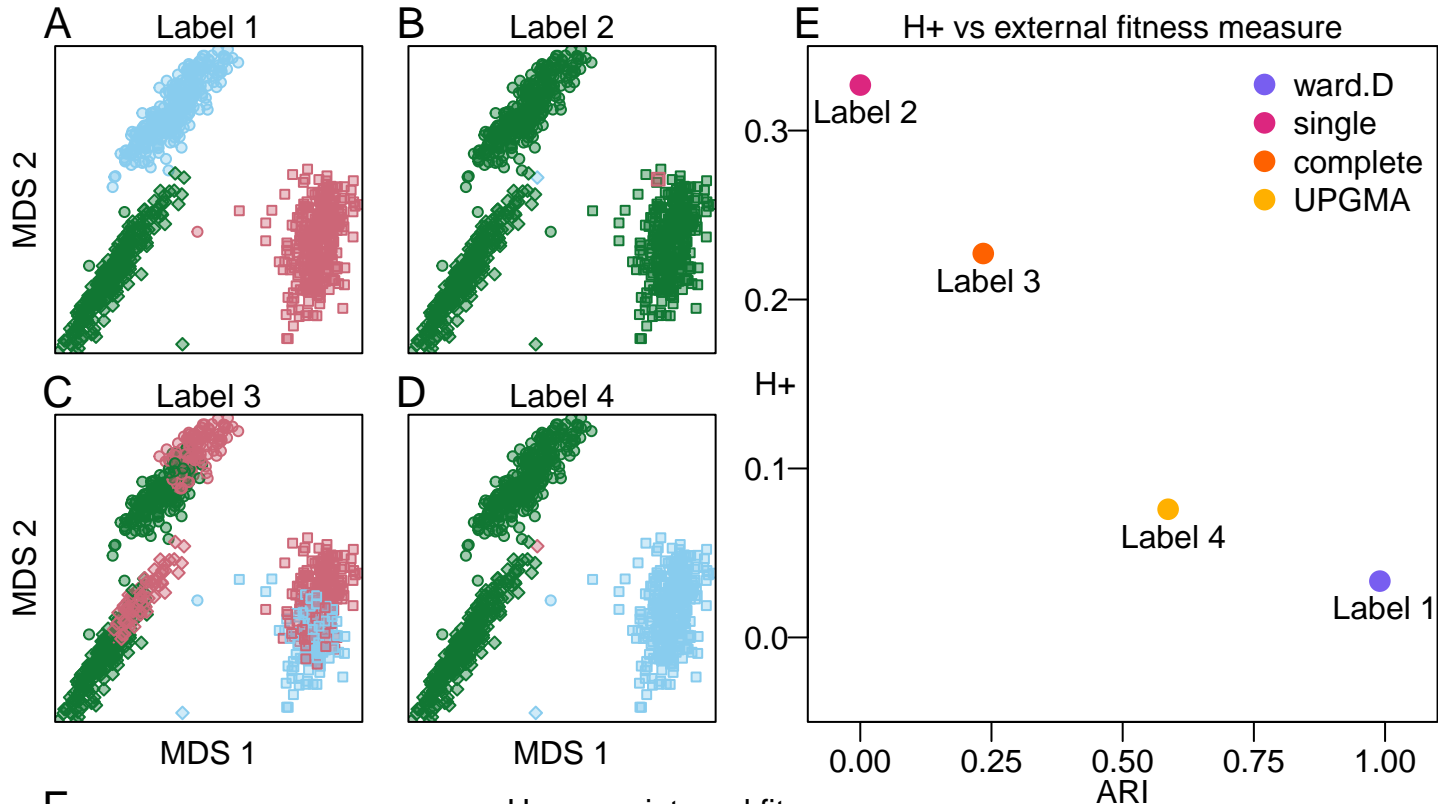 A
Label 1
B
Label 2
MDS 2
C
Label 3
D
Label 4
MDS 2
MDS 1
MDS 1
E
H+ vs external fitness measure
ward.D
single
complete
UPGMA
Label 2
Label 3
Label 4
Label 1
H+
0.3
0.2
0.1
0.0
0.00
0.25
0.50
0.75
1.00
ARI